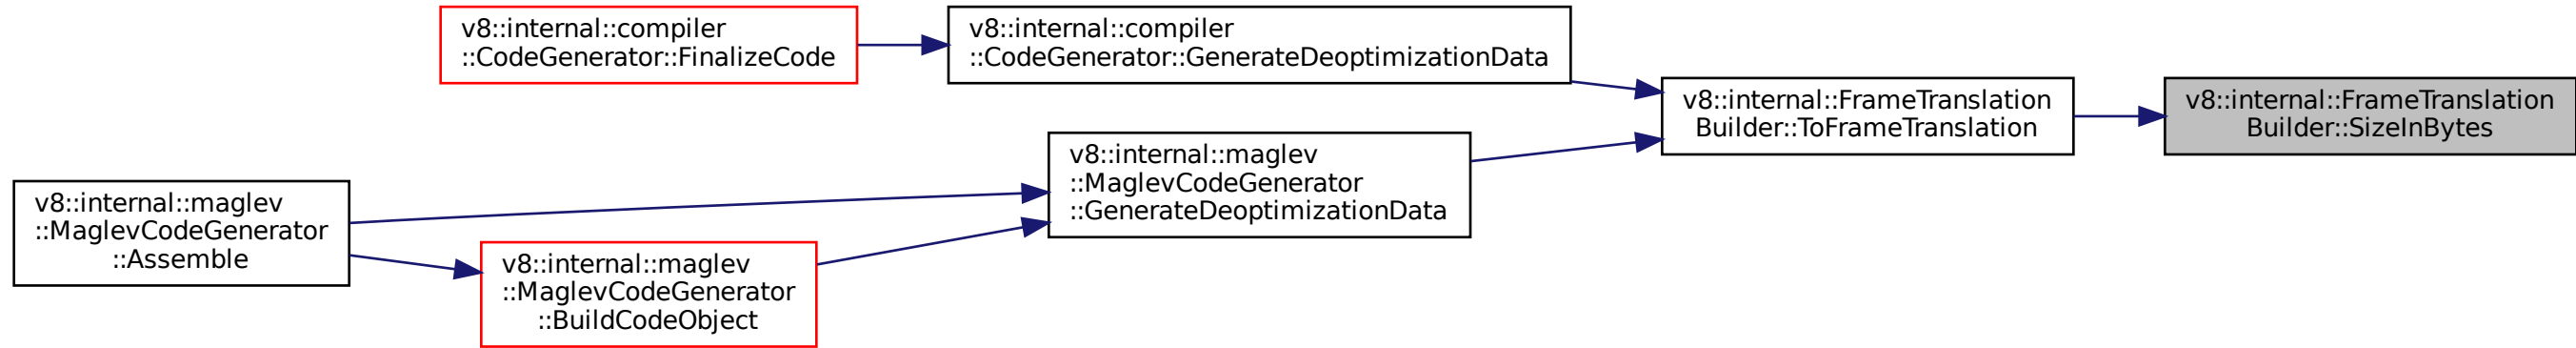 v8::internal::compiler
::CodeGenerator::FinalizeCode
v8::internal::compiler
::CodeGenerator::GenerateDeoptimizationData
v8::internal::FrameTranslation
Builder::ToFrameTranslation
v8::internal::FrameTranslation
Builder::SizeInBytes
v8::internal::maglev
::MaglevCodeGenerator
::GenerateDeoptimizationData
v8::internal::maglev
::MaglevCodeGenerator
::Assemble
v8::internal::maglev
::MaglevCodeGenerator
::BuildCodeObject